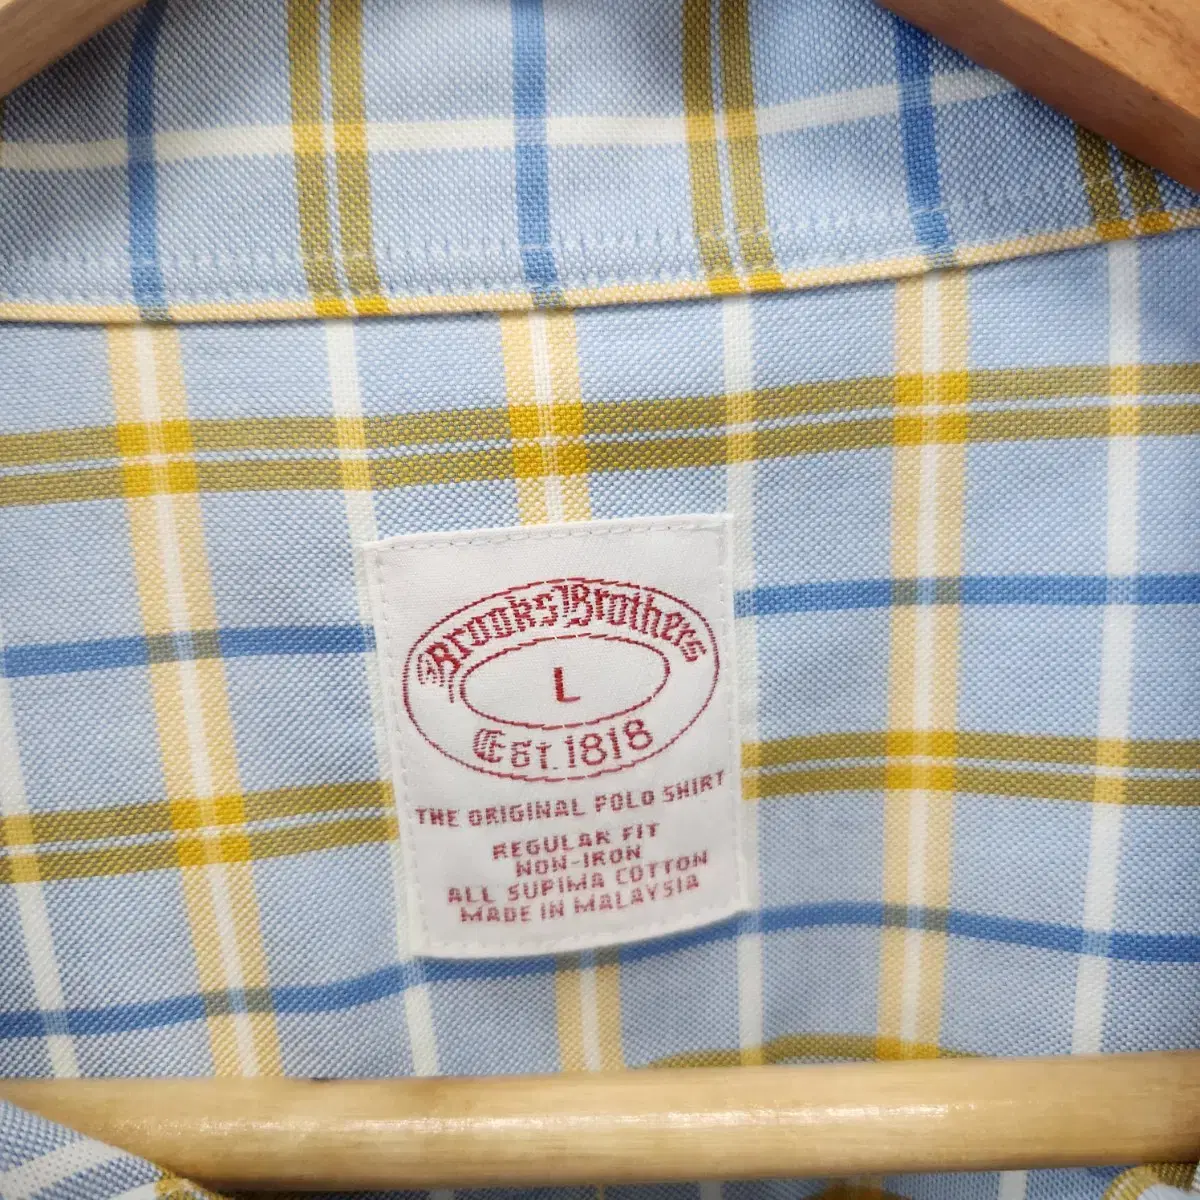 Brooks Brothers
L
Est. 1818
THE ORIGINAL POLO SHIRT
REGULAR FIT
NON-IRON
ALL SUPIMA COTTON
MADE IN MALAYSIA